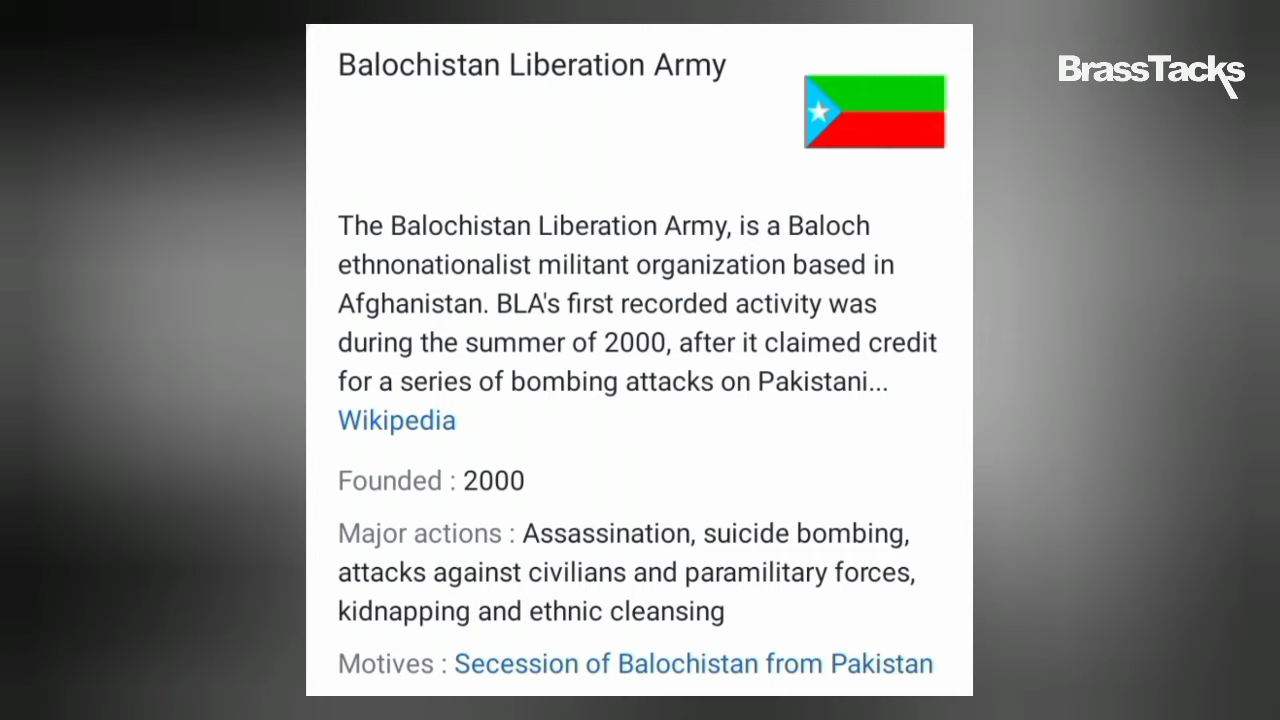 Balochistan Liberation Army
BrassTacks
The Balochistan Liberation Army, is a Baloch
ethnonationalist militant organization based in
Afghanistan. BLA's first recorded activity was
during the summer of 2000, after it claimed credit
for a series of bombing attacks on Pakistani...
Wikipedia
Founded : 2000
Major actions : Assassination, suicide bombing,
attacks against civilians and paramilitary forces,
kidnapping and ethnic cleansing
Motives : Secession of Balochistan from Pakistan